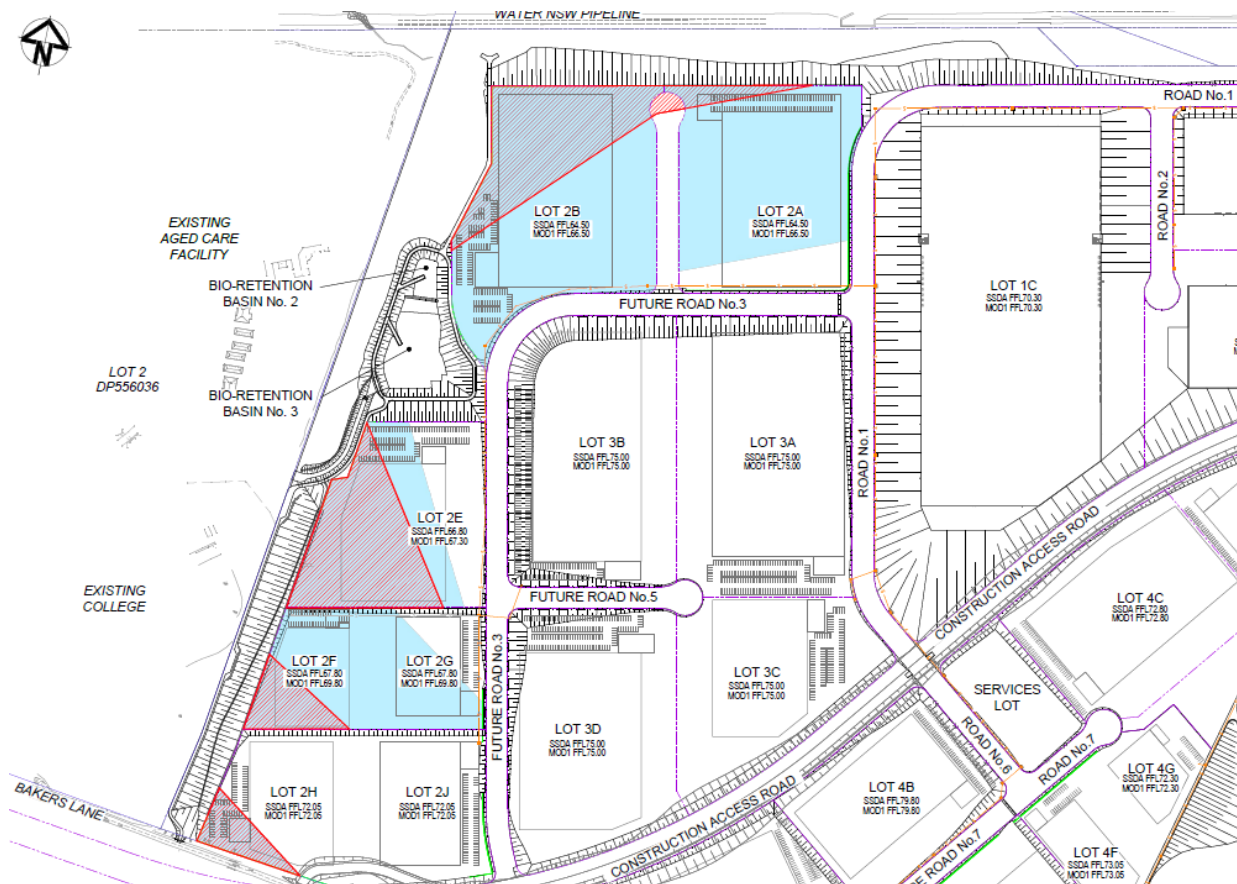 WATER NSW PIPELINE
N
ROAD No.1
ROAD No.2
LOT 2B
SSDA FFL64.50
MOD1 FFL66.50
LOT 2A
SSDA FFL64.50
MOD1 FFL66.50
EXISTING
AGED CARE
FACILITY
BIO-RETENTION
BASIN No. 2
LOT 1C
SSDA FFL70.30
MOD1 FFL70.30
FUTURE ROAD No.3
LOT 2
DP556036
BIO-RETENTION
BASIN No. 3
LOT 3B
SSDA FFL75.00
MOD1 FFL75.00
LOT 3A
SSDA FFL75.00
MOD1 FFL75.00
ROAD No.1
LOT 2E
SSDA FFL66.80
MOD1 FFL67.30
CONSTRUCTION ACCESS ROAD
EXISTING
COLLEGE
FUTURE ROAD No.5
LOT 4C
SSDA FFL72.80
MOD1 FFL72.80
LOT 2F
SSDA FFL67.80
MOD1 FFL69.80
LOT 2G
SSDA FFL67.80
MOD1 FFL69.80
FUTURE ROAD No.3
LOT 3C
SSDA FFL75.00
MOD1 FFL75.00
SERVICES
LOT
LOT 3D
SSDA FFL75.00
MOD1 FFL75.00
ROAD No.6
ROAD No.7
BAKERS LANE
LOT 2H
SSDA FFL72.05
MOD1 FFL72.05
LOT 2J
SSDA FFL72.05
MOD1 FFL72.05
CONSTRUCTION ACCESS ROAD
LOT 4B
SSDA FFL79.80
MOD1 FFL79.80
LOT 4G
SSDA FFL72.30
MOD1 FFL72.30
LOT 4F
SSDA FFL73.05
MOD1 FFL73.05
ROAD No.7